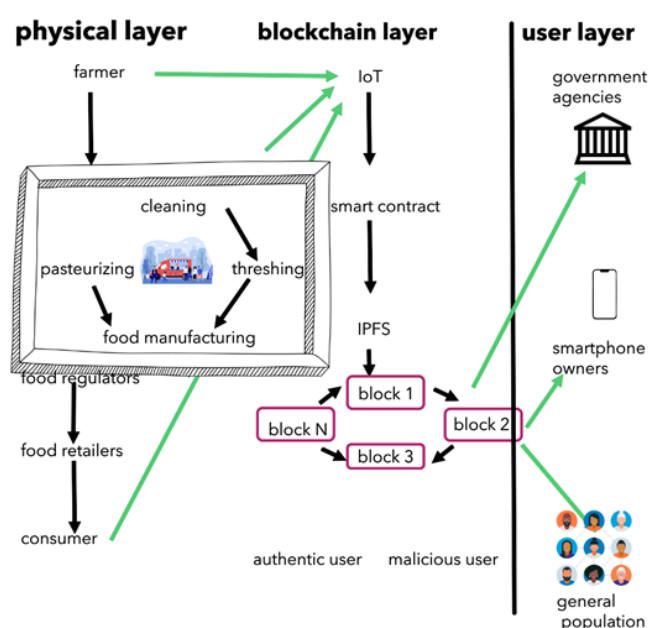 physical layer
blockchain layer
user layer
farmer
IoT
government
agencies
cleaning
smart contract
pasteurizing
threshing
food manufacturing
IPFS
smartphone
owners
food regulators
block 1
block N
block 2
food retailers
block 3
consumer
authentic user
malicious user
general
population